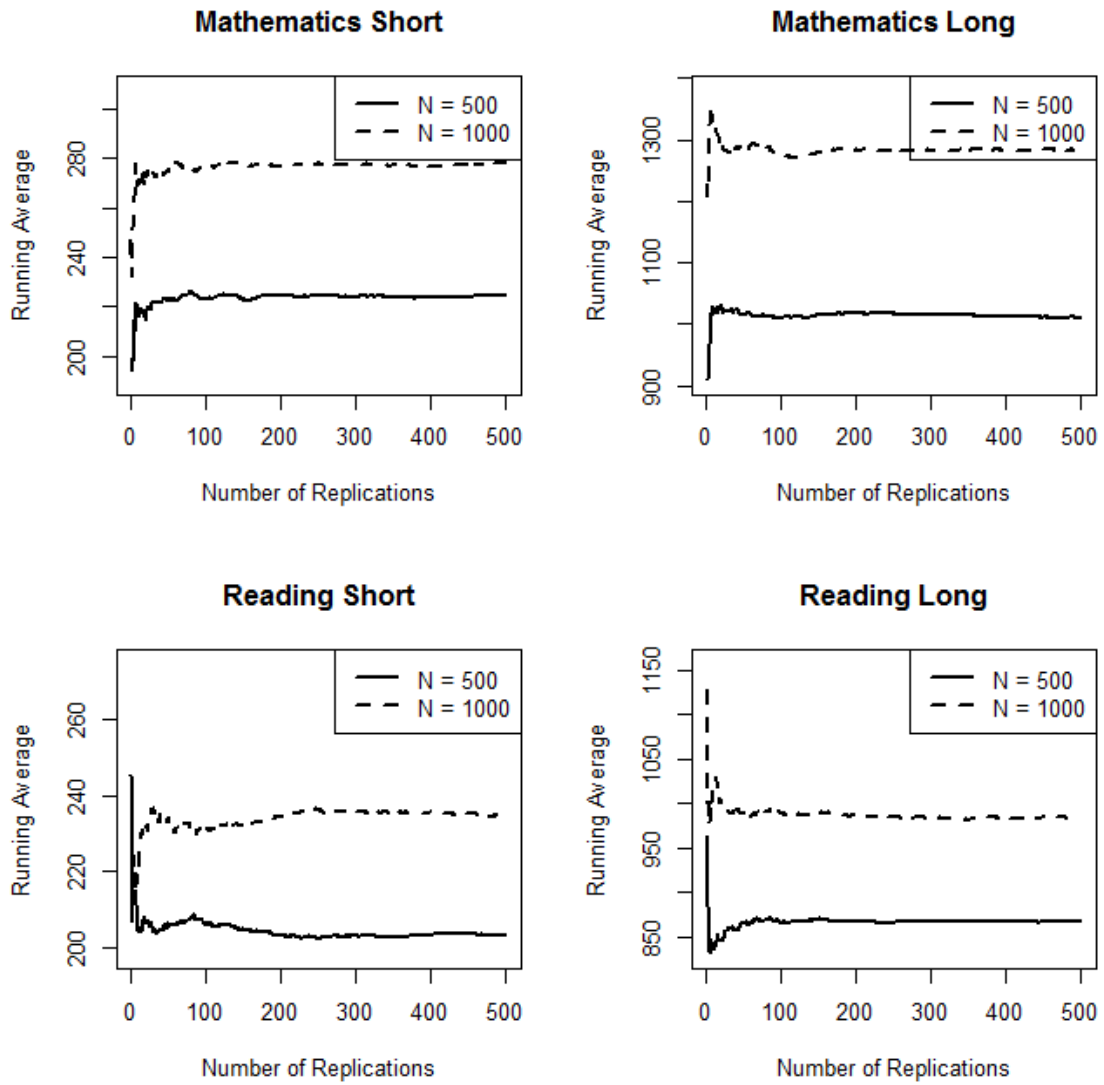 Mathematics Short
N = 500
N = 1000
Running Average
280
240
200
0 100 200 300 400 500
Number of Replications
Mathematics Long
N = 500
N = 1000
Running Average
1300
1100
900
0 100 200 300 400 500
Number of Replications
Reading Short
N = 500
N = 1000
Running Average
260
240
220
200
0 100 200 300 400 500
Number of Replications
Reading Long
N = 500
N = 1000
Running Average
1150
1050
950
850
0 100 200 300 400 500
Number of Replications